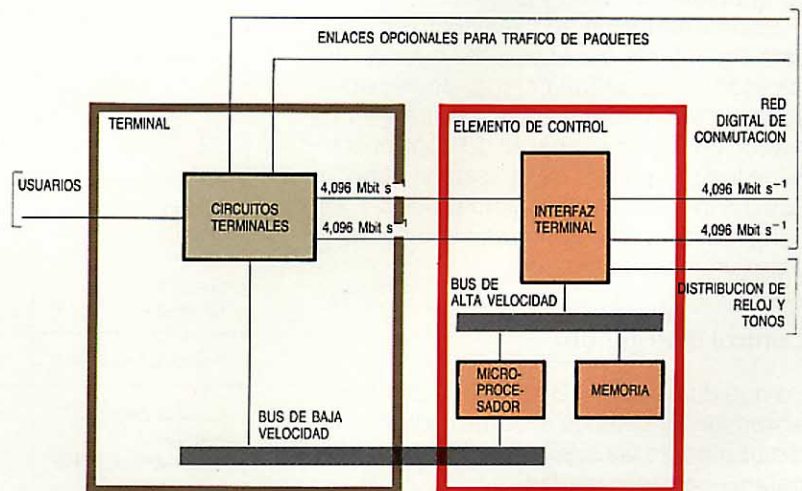 ENLACES OPCIONALES PARA TRAFICO DE PAQUETES
RED
DIGITAL DE
CONMUTACION
TERMINAL
ELEMENTO DE CONTROL
USUARIOS
CIRCUITOS
TERMINALES
4,096 Mbit s⁻¹
4,096 Mbit s⁻¹
INTERFAZ
TERMINAL
4,096 Mbit s⁻¹
4,096 Mbit s⁻¹
BUS DE
ALTA VELOCIDAD
DISTRIBUCION DE
RELOJ Y
TONOS
MICRO-
PROCE-
SADOR
MEMORIA
BUS DE BAJA
VELOCIDAD